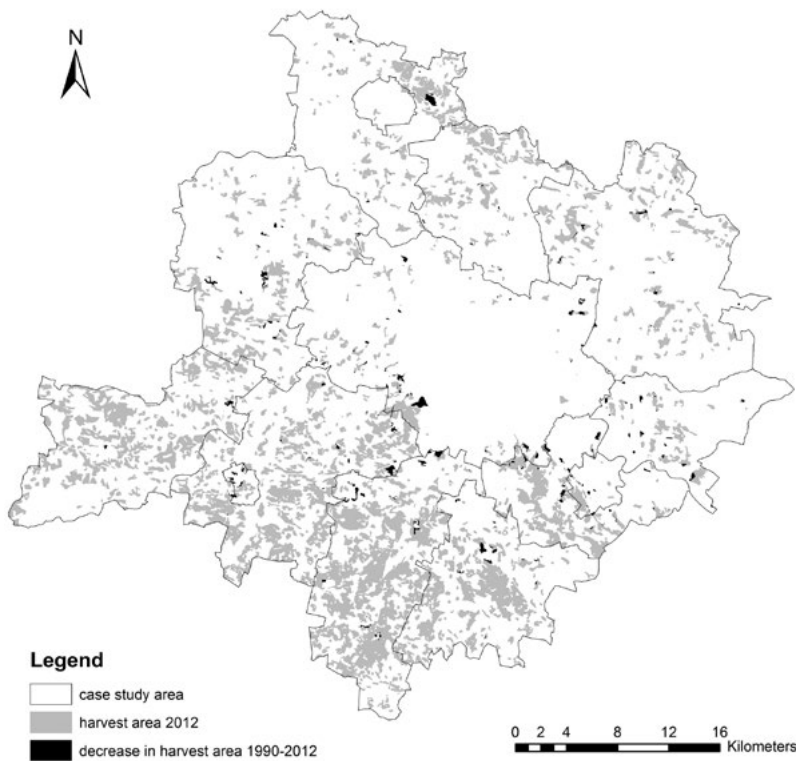 N
Legend
case study area
harvest area 2012
decrease in harvest area 1990-2012
0 2 4 8 12 16
Kilometers